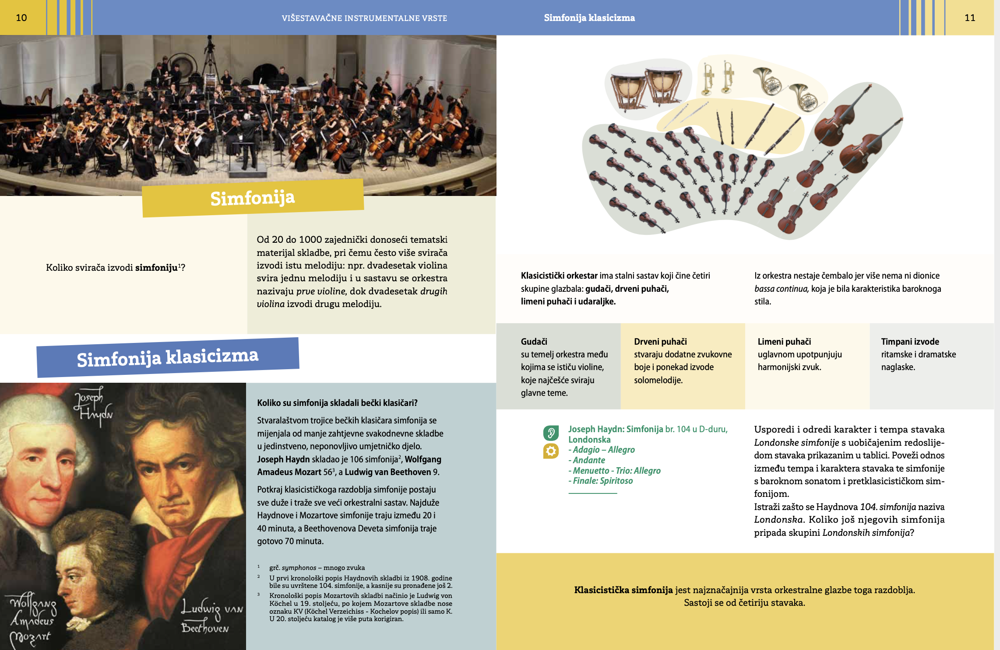 10
VIŠESTAVAČNE INSTRUMENTALNE VRSTE
Simfonija
Koliko svirača izvodi simfoniju¹?
Od 20 do 1000 zajednički donoseći tematski
materijal skladbe, pri čemu često više svirača
izvodi istu melodiju: npr. dvadesetak violina
svira jednu melodiju i u sastavu se orkestra
nazivaju prve violine, dok dvadesetak drugih
violina izvodi drugu melodiju.
Simfonija klasicizma
Joseph
Haydn
Wolfgang
Amadeus
Mozart
Ludwig van
Beethoven
Koliko su simfonija skladali bečki klasičari?
Stvaralaštvom trojice bečkih klasičara simfonija se
mijenjala od manje zahtjevne svakodnevne skladbe
u jedinstveno, neponovljivo umjetničko djelo.
Joseph Haydn skladao je 106 simfonija², Wolfgang
Amadeus Mozart 56³, a Ludwig van Beethoven 9.
Potkraj klasicističkoga razdoblja simfonije postaju
sve duže i traže sve veći orkestralni sastav. Najduže
Haydnove i Mozartove simfonije traju između 20 i
40 minuta, a Beethovenova Deveta simfonija traje
gotovo 70 minuta.
¹ grč. symphonos – mnogo zvuka
² U prvi kronološki popis Haydnovih skladbi iz 1908. godine
bile su uvrštene 104. simfonije, a kasnije su pronađene još 2.
³ Kronološki popis Mozartovih skladbi načinio je Ludwig von
Köchel u 19. stoljeću, po kojem Mozartove skladbe nose
oznaku KV (Köchel Verzeichiss - Kochelov popis) ili samo K.
U 20. stoljeću katalog je više puta korigiran.
Simfonija klasicizma
11
Klasicistički orkestar ima stalni sastav koji čine četiri
skupine glazbala: gudači, drveni puhači,
limeni puhači i udaraljke.
Iz orkestra nestaje čembalo jer više nema ni dionice
bassa continua, koja je bila karakteristika baroknoga
stila.
Gudači
su temelj orkestra među
kojima se ističu violine,
koje najčešće sviraju
glavne teme.
Drveni puhači
stvaraju dodatne zvukovne
boje i ponekad izvode
solomelodije.
Limeni puhači
uglavnom upotpunjuju
harmonijski zvuk.
Timpani izvode
ritamske i dramatske
naglaske.
Joseph Haydn: Simfonija br. 104 u D-duru,
Londonska
- Adagio – Allegro
- Andante
- Menuetto - Trio: Allegro
- Finale: Spiritoso
Usporedi i odredi karakter i tempa stavaka
Londonske simfonije s uobičajenim redoslije-
dom stavaka prikazanim u tablici. Poveži odnos
između tempa i karaktera stavaka te simfonije
s baroknom sonatom i pretklasicističkom sim-
fonijom.
Istraži zašto se Haydnova 104. simfonija naziva
Londonska. Koliko još njegovih simfonija
pripada skupini Londonskih simfonija?
Klasicistička simfonija jest najznačajnija vrsta orkestralne glazbe toga razdoblja.
Sastoji se od četiriju stavaka.